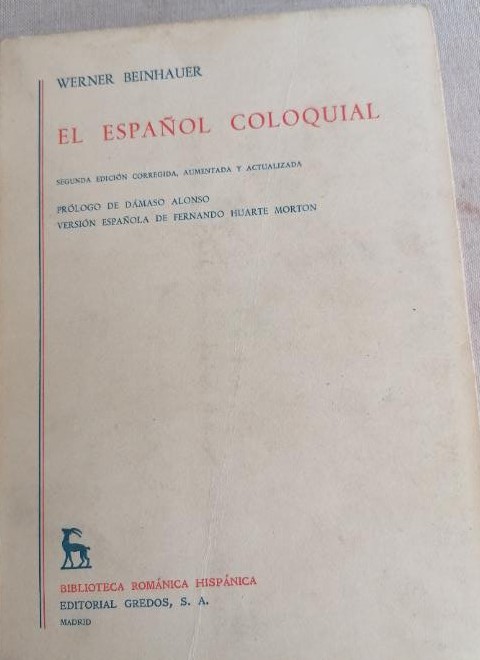 WERNER BEINHAUER
EL ESPAÑOL COLOQUIAL
SEGUNDA EDICIÓN CORREGIDA, AUMENTADA Y ACTUALIZADA
PRÓLOGO DE DÁMASO ALONSO
VERSIÓN ESPAÑOLA DE FERNANDO HUARTE MORTON
BIBLIOTECA ROMÁNICA HISPÁNICA
EDITORIAL GREDOS, S. A.
MADRID